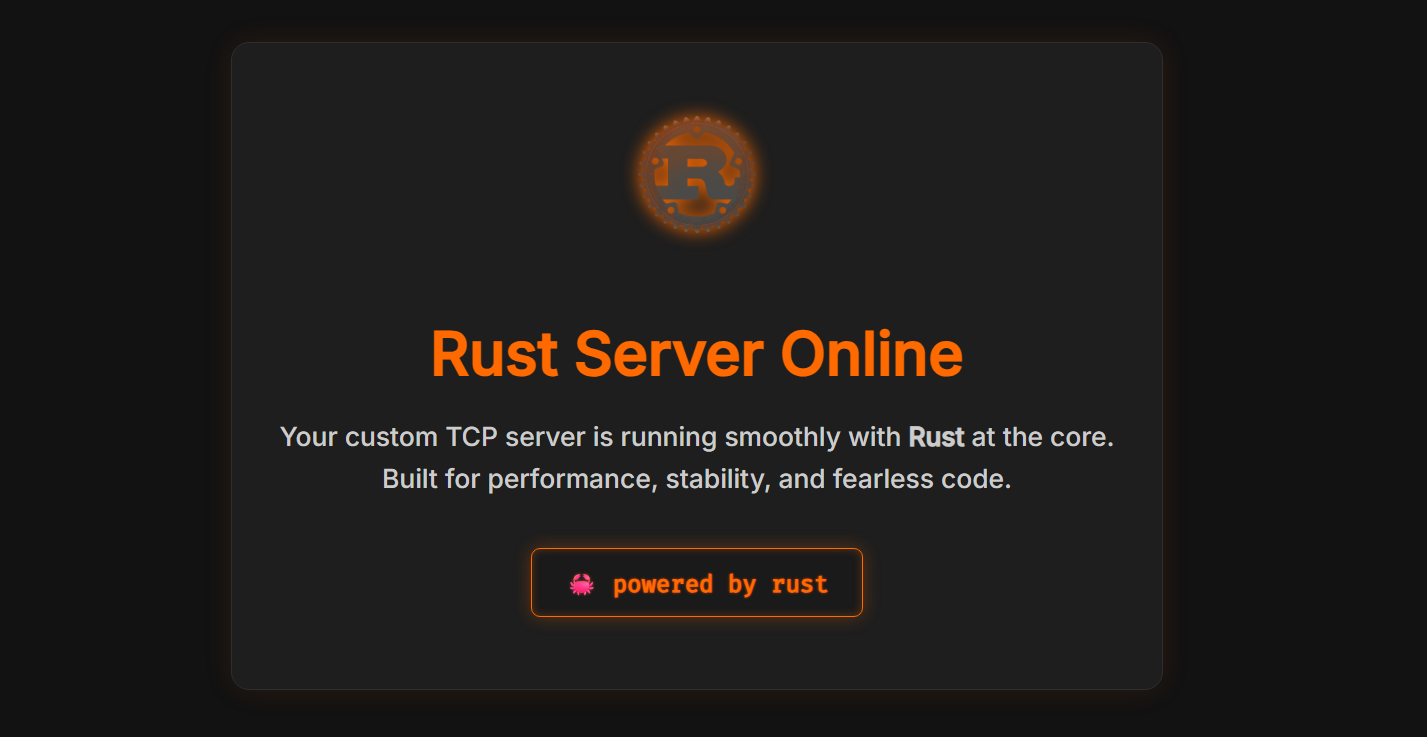 R
Rust Server Online
Your custom TCP server is running smoothly with Rust at the core.
Built for performance, stability, and fearless code.
🦀 powered by rust